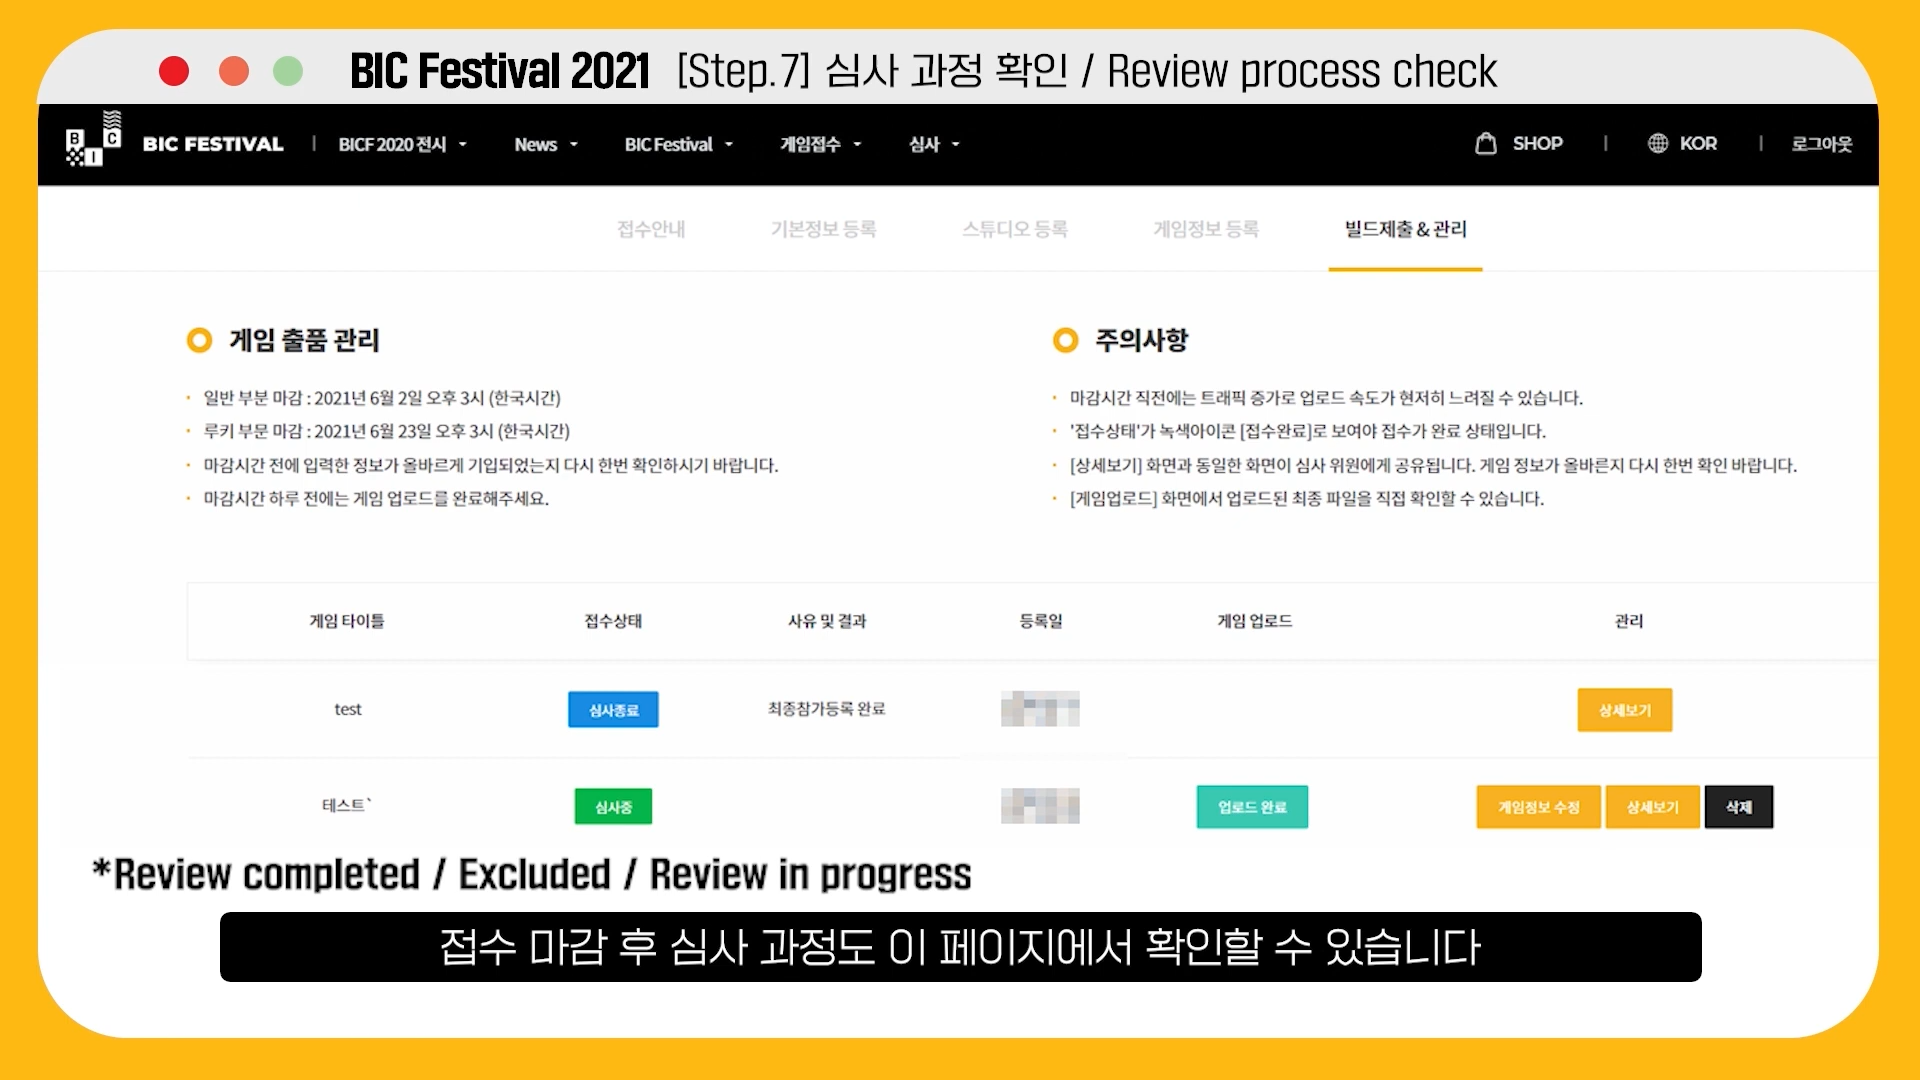 BIC Festival 2021 [Step.7] 심사 과정 확인 / Review process check
B I C BIC FESTIVAL | BICF 2020 전시 News BIC Festival 게임접수 심사 SHOP | KOR | 로그아웃
접수안내 기본정보 등록 스튜디오 등록 게임정보 등록 빌드제출 & 관리
게임 출품 관리
· 일반 부분 마감 : 2021년 6월 2일 오후 3시 (한국시간)
· 루키 부문 마감 : 2021년 6월 23일 오후 3시 (한국시간)
· 마감시간 전에 입력한 정보가 올바르게 기입되었는지 다시 한번 확인하시기 바랍니다.
· 마감시간 하루 전에는 게임 업로드를 완료해주세요.
주의사항
· 마감시간 직전에는 트래픽 증가로 업로드 속도가 현저히 느려질 수 있습니다.
· '접수상태'가 녹색아이콘 [접수완료]로 보여야 접수가 완료 상태입니다.
· [상세보기] 화면과 동일한 화면이 심사 위원에게 공유됩니다. 게임 정보가 올바른지 다시 한번 확인 바랍니다.
· [게임업로드] 화면에서 업로드된 최종 파일을 직접 확인할 수 있습니다.
게임 타이틀 접수상태 사유 및 결과 등록일 게임 업로드 관리
test 심사종료 최종참가등록 완료 상세보기
테스트` 심사중 업로드 완료 게임정보 수정 상세보기 삭제
*Review completed / Excluded / Review in progress
접수 마감 후 심사 과정도 이 페이지에서 확인할 수 있습니다